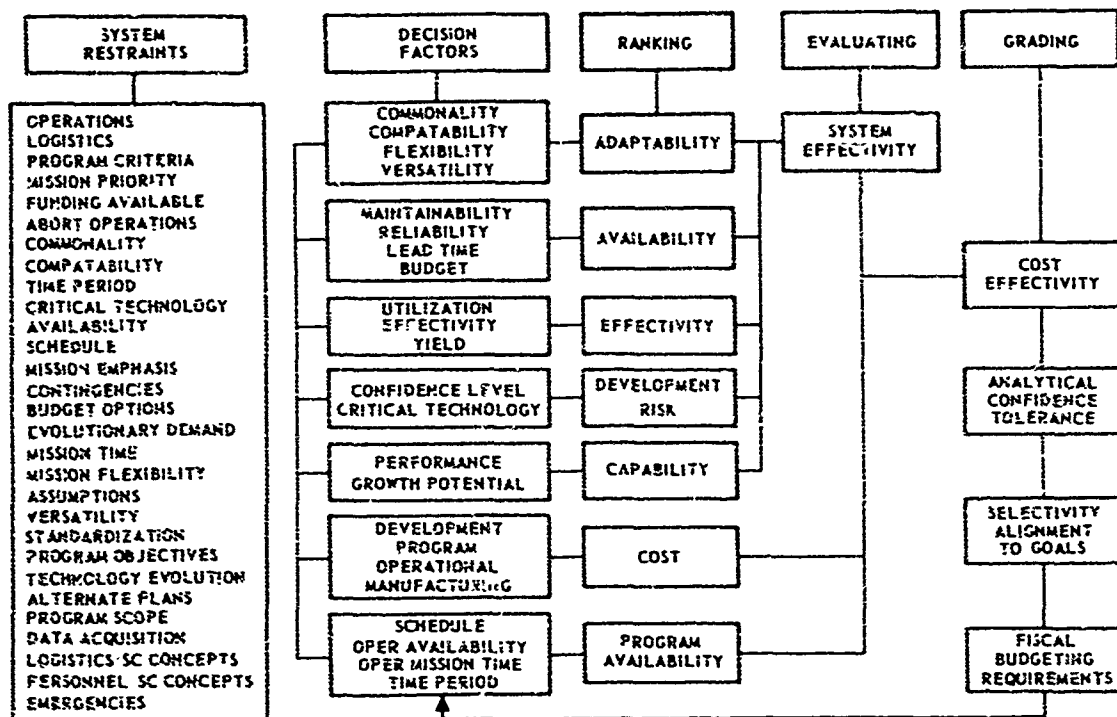 SYSTEM
RESTRAINTS
OPERATIONS
LOGISTICS
PROGRAM CRITERIA
MISSION PRIORITY
FUNDING AVAILABLE
ABORT OPERATIONS
COMMONALITY
COMPATABILITY
TIME PERIOD
CRITICAL TECHNOLOGY
AVAILABILITY
SCHEDULE
MISSION EMPHASIS
CONTINGENCIES
BUDGET OPTIONS
EVOLUTIONARY DEMAND
MISSION TIME
MISSION FLEXIBILITY
ASSUMPTIONS
VERSATILITY
STANDARDIZATION
PROGRAM OBJECTIVES
TECHNOLOGY EVOLUTION
ALTERNATE PLANS
PROGRAM SCOPE
DATA ACQUISITION
LOGISTICS SC CONCEPTS
PERSONNEL SC CONCEPTS
EMERGENCIES
DECISION
FACTORS
COMMONALITY
COMPATABILITY
FLEXIBILITY
VERSATILITY
MAINTAINABILITY
RELIABILITY
LEAD TIME
BUDGET
UTILIZATION
EFFECTIVITY
YIELD
CONFIDENCE LEVEL
CRITICAL TECHNOLOGY
PERFORMANCE
GROWTH POTENTIAL
DEVELOPMENT
PROGRAM
OPERATIONAL
MANUFACTURING
SCHEDULE
OPER AVAILABILITY
OPER MISSION TIME
TIME PERIOD
RANKING
ADAPTABILITY
AVAILABILITY
EFFECTIVITY
DEVELOPMENT
RISK
CAPABILITY
COST
PROGRAM
AVAILABILITY
EVALUATING
SYSTEM
EFFECTIVITY
GRADING
COST
EFFECTIVITY
ANALYTICAL
CONFIDENCE
TOLERANCE
SELECTIVITY
ALIGNMENT
TO GOALS
FISCAL
BUDGETING
REQUIREMENTS